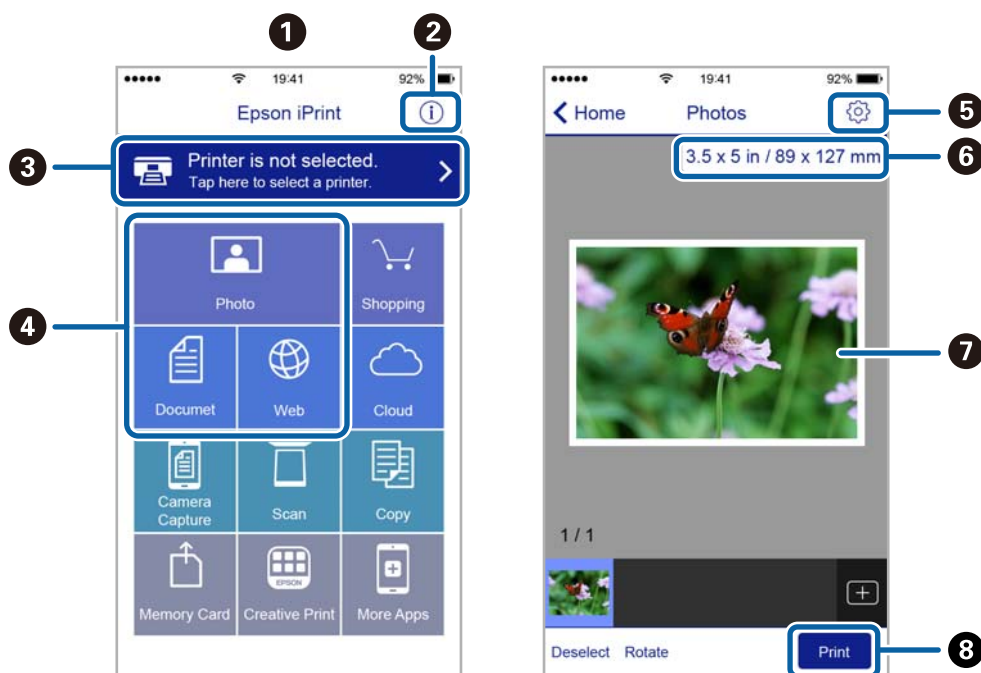 1
2
19:41
92%
Epson iPrint
3
Printer is not selected.
Tap here to select a printer.
4
Photo
Shopping
Documet
Web
Cloud
Camera
Capture
Scan
Copy
EPSON
Memory Card
Creative Print
More Apps
19:41
92%
Home
Photos
5
3.5 x 5 in / 89 x 127 mm
6
7
1 / 1
Deselect
Rotate
Print
8